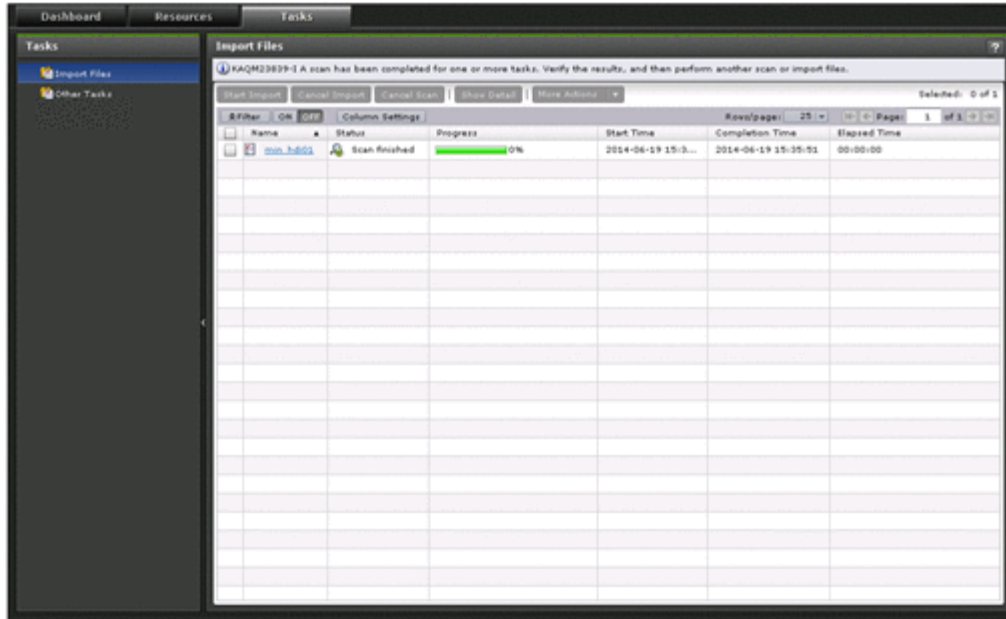 Dashboard Resources Tasks
Tasks
Import Files
Other Tasks
Import Files ?
KAQM23839-I A scan has been completed for one or more tasks. Verify the results, and then perform another scan or import files.
Start Import Cancel Import Cancel Scan Show Detail More Actions Selected: 0 of 1
Filter ON OFF Column Settings Rows/page: 25 Page: 1 of 1
Name Status Progress Start Time Completion Time Elapsed Time
min_hdi01 Scan finished 0% 2014-06-19 15:3... 2014-06-19 15:35:51 00:00:00